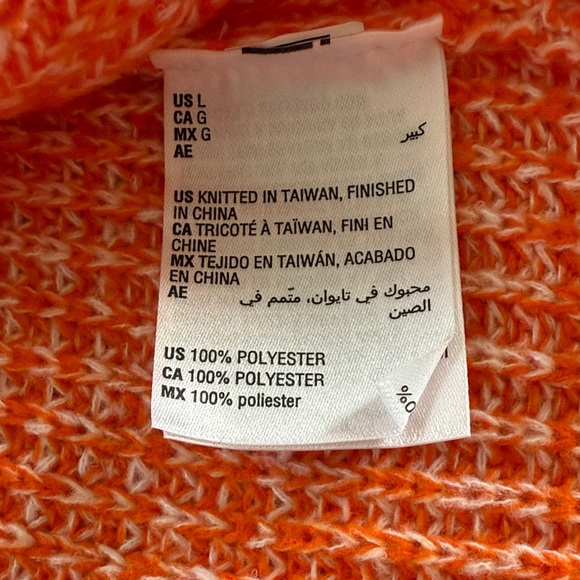 US L
CA G
MX G
كبير
AE
US KNITTED IN TAIWAN, FINISHED
IN CHINA
CA TRICOTÉ À TAÏWAN, FINI EN
CHINE
MX TEJIDO EN TAIWÁN, ACABADO
EN CHINA
AE
محبوك في تايوان، متّمم في
الصين
US 100% POLYESTER
CA 100% POLYESTER
MX 100% poliester